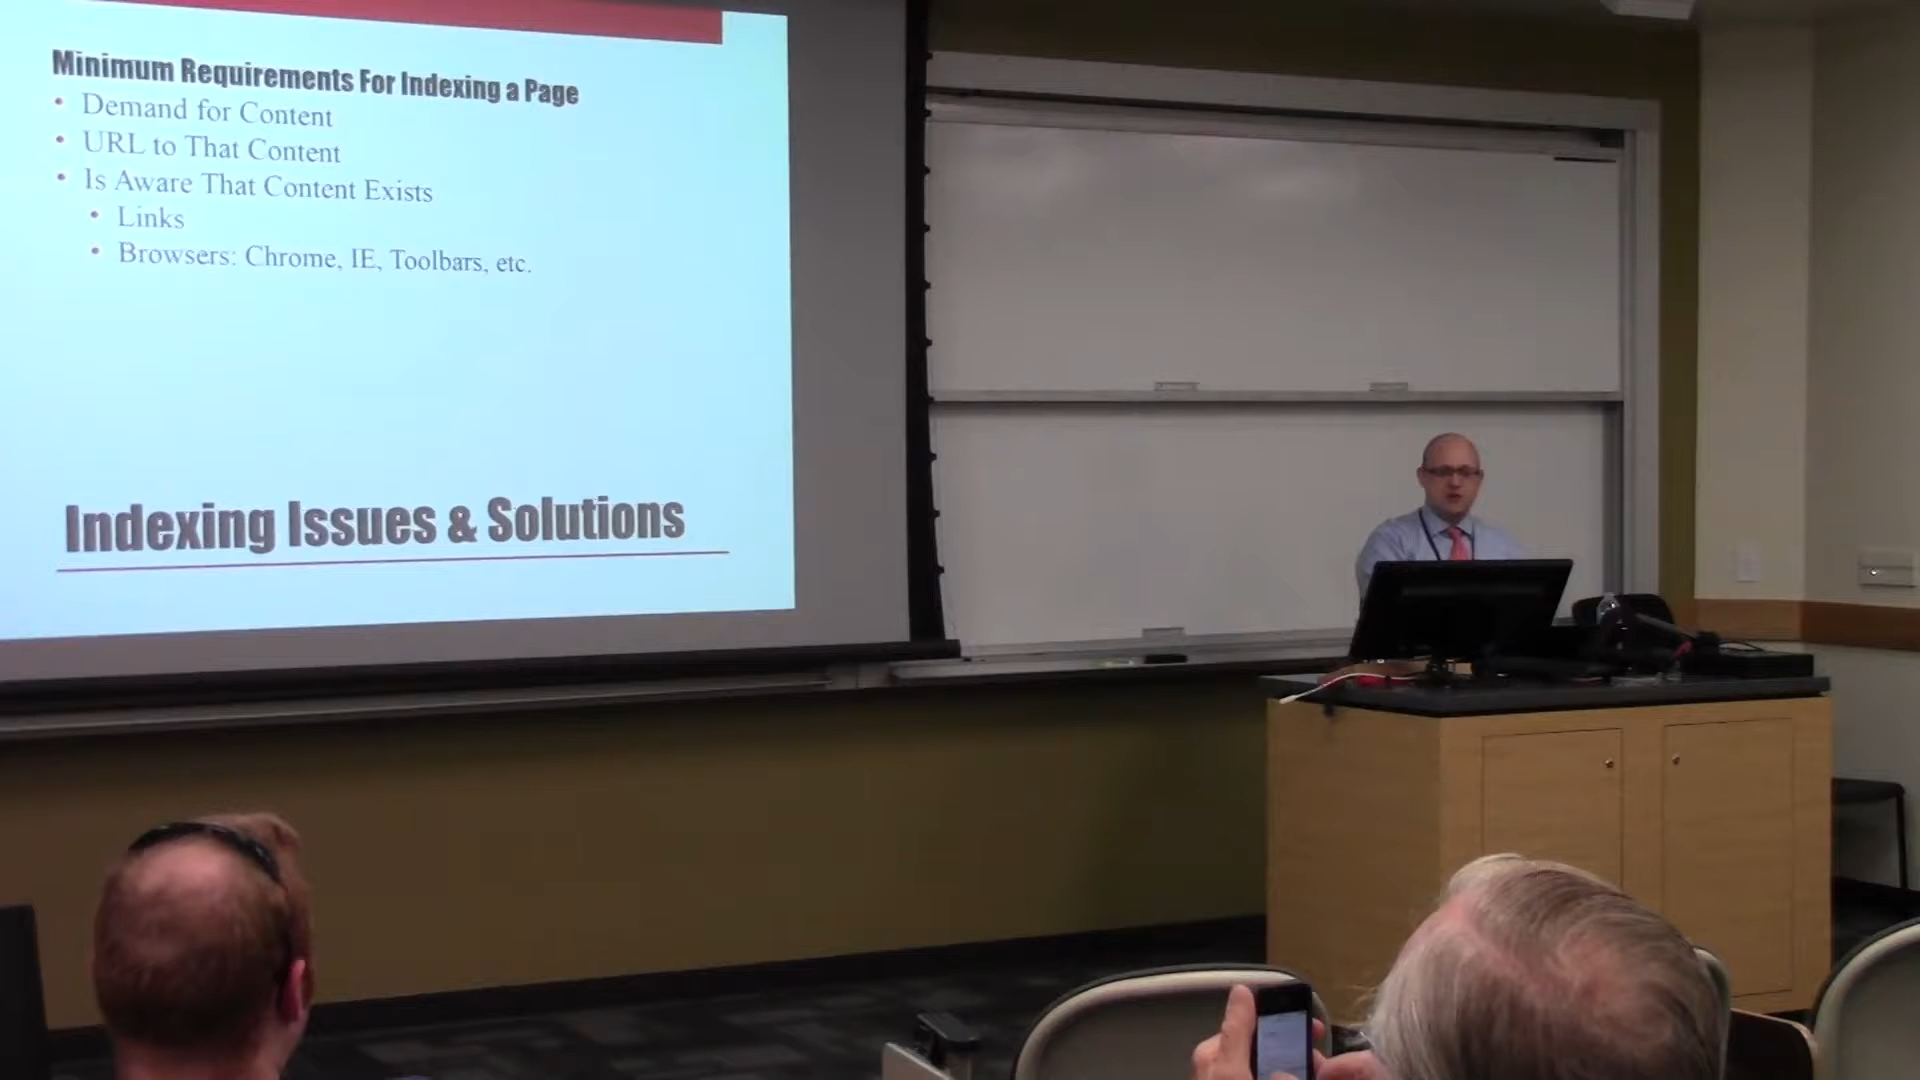 Minimum Requirements For Indexing a Page
• Demand for Content
• URL to That Content
• Is Aware That Content Exists
• Links
• Browsers: Chrome, IE, Toolbars, etc.
Indexing Issues & Solutions